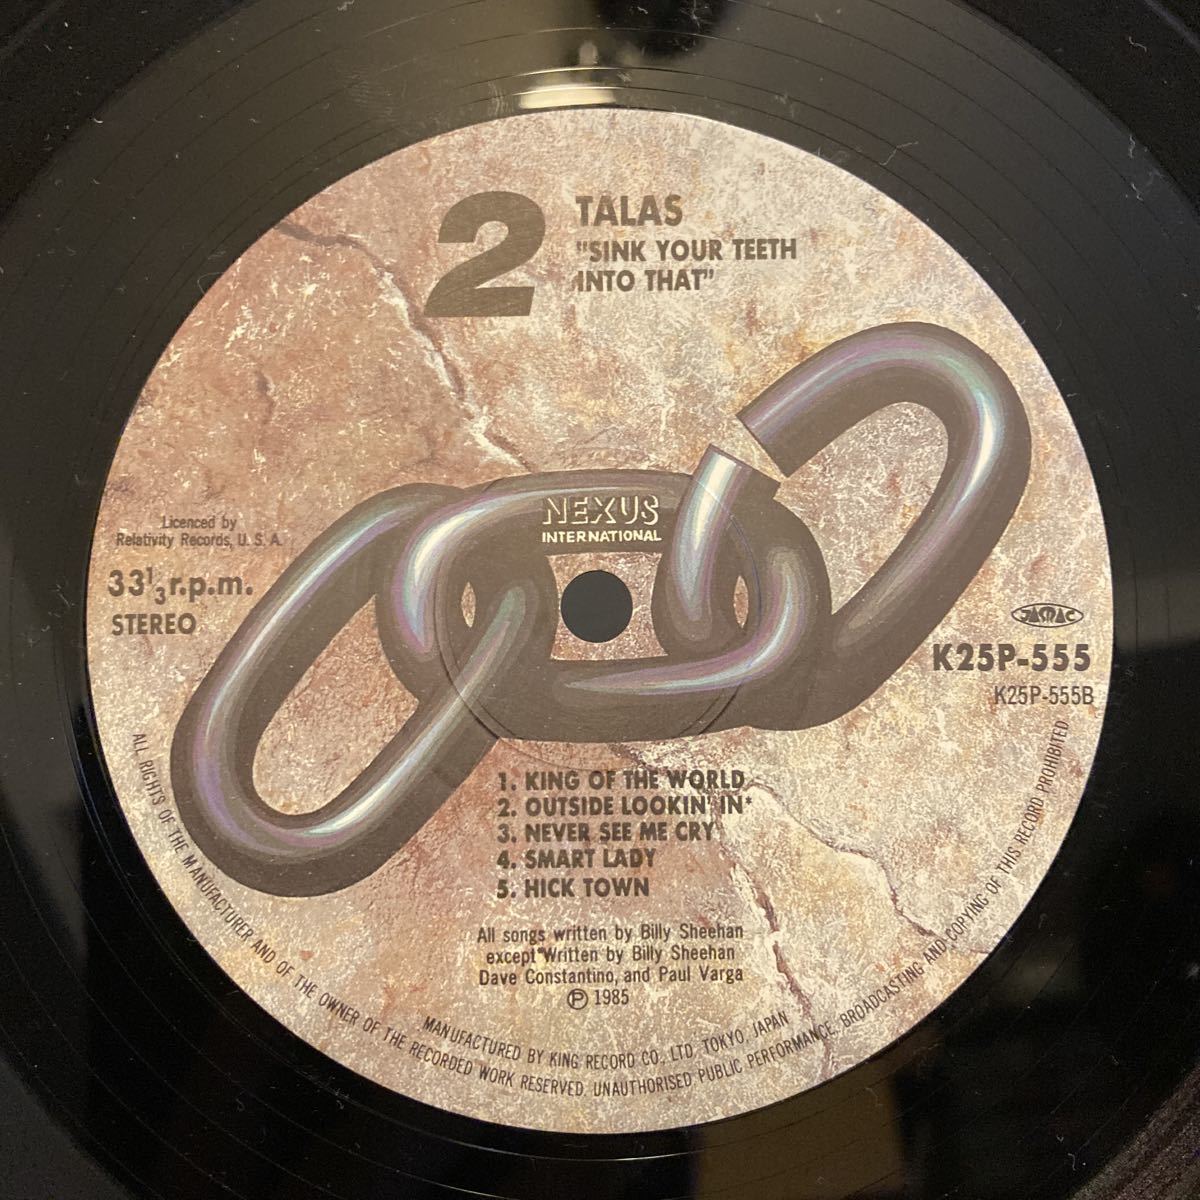 2
TALAS
"SINK YOUR TEETH
INTO THAT"
NEXUS
INTERNATIONAL
Licenced by
Relativity Records, U. S. A.
33 1/3 r.p.m.
STEREO
JASRAC
K25P-555
K25P-555B
1. KING OF THE WORLD
2. OUTSIDE LOOKIN' IN*
3. NEVER SEE ME CRY
4. SMART LADY
5. HICK TOWN
All songs written by Billy Sheehan
except*Written by Billy Sheehan
Dave Constantino, and Paul Varga
Ⓟ 1985
MANUFACTURED BY KING RECORD CO., LTD. TOKYO, JAPAN
ALL RIGHTS OF THE MANUFACTURER AND OF THE OWNER OF THE RECORDED WORK RESERVED. UNAUTHORISED PUBLIC PERFORMANCE, BROADCASTING AND COPYING OF THIS RECORD PROHIBITED